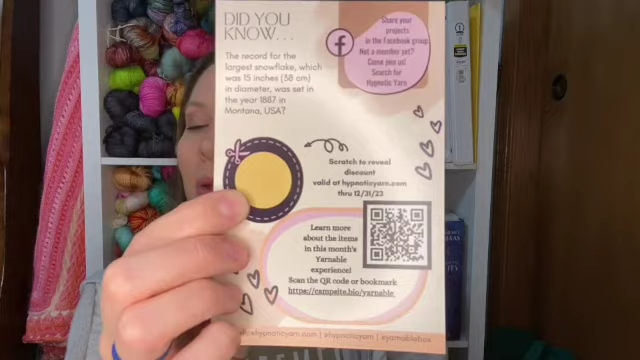 DID YOU
KNOW...
The record for the
largest snowflake, which
was 15 inches (38 cm)
in diameter, was set in
the year 1887 in
Montana, USA?
Share your
projects
in the Facebook group
Not a member yet?
Come join us!
Search for
Hypnotic Yarn
Scratch to reveal
discount
valid at hypnoticyarn.com
thru 12/31/23
Learn more
about the items
in this month's
Yarnable
experience!
Scan the QR code or bookmark
https://campsite.bio/yarnable
hypnoticyarn.com | #hypnoticyarn | #yarnablebox